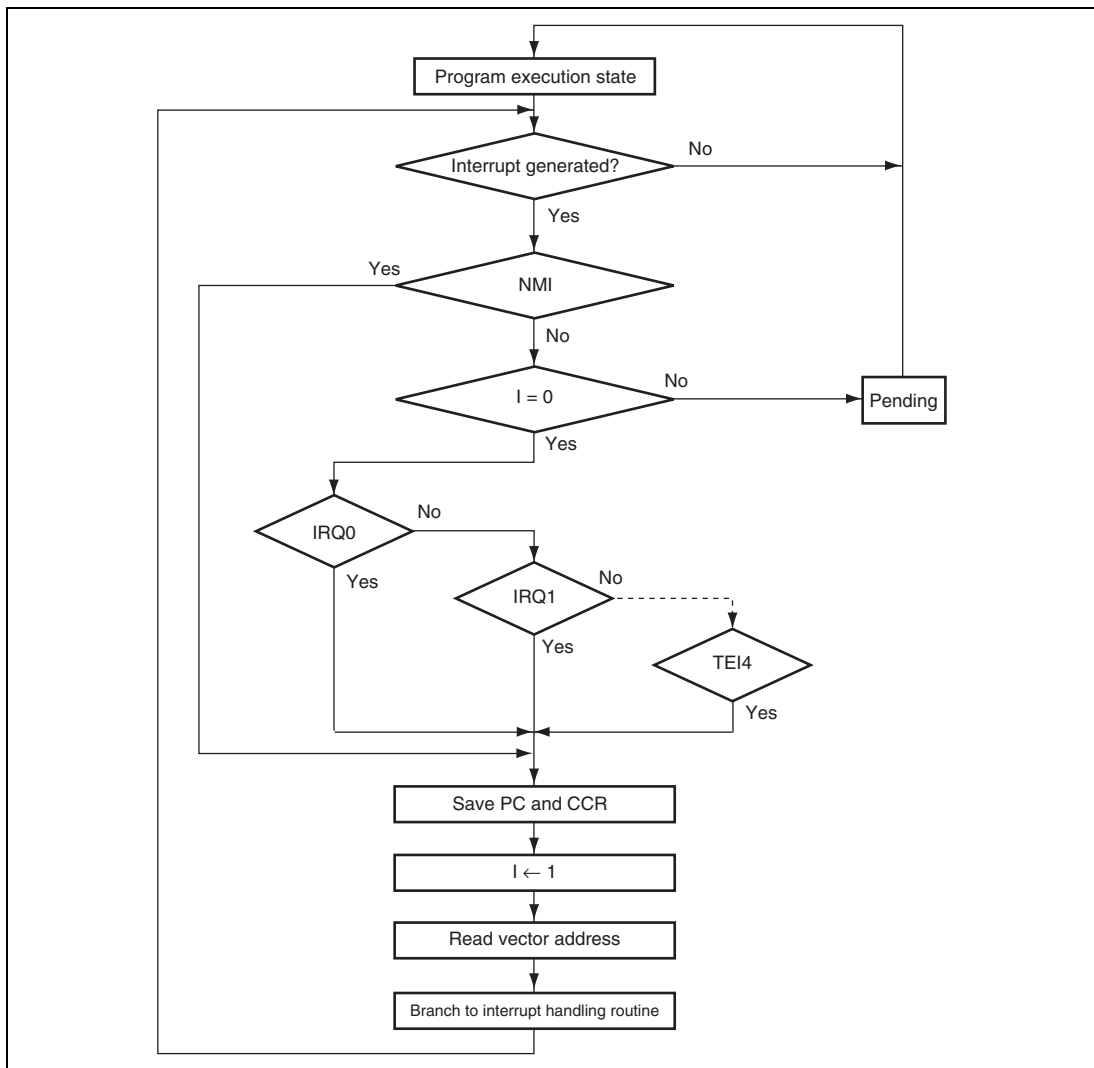 Program execution state
Interrupt generated?
No
Yes
Yes
NMI
No
I = 0
No
Pending
Yes
IRQ0
No
Yes
IRQ1
No
Yes
TEI4
Yes
Save PC and CCR
I ← 1
Read vector address
Branch to interrupt handling routine